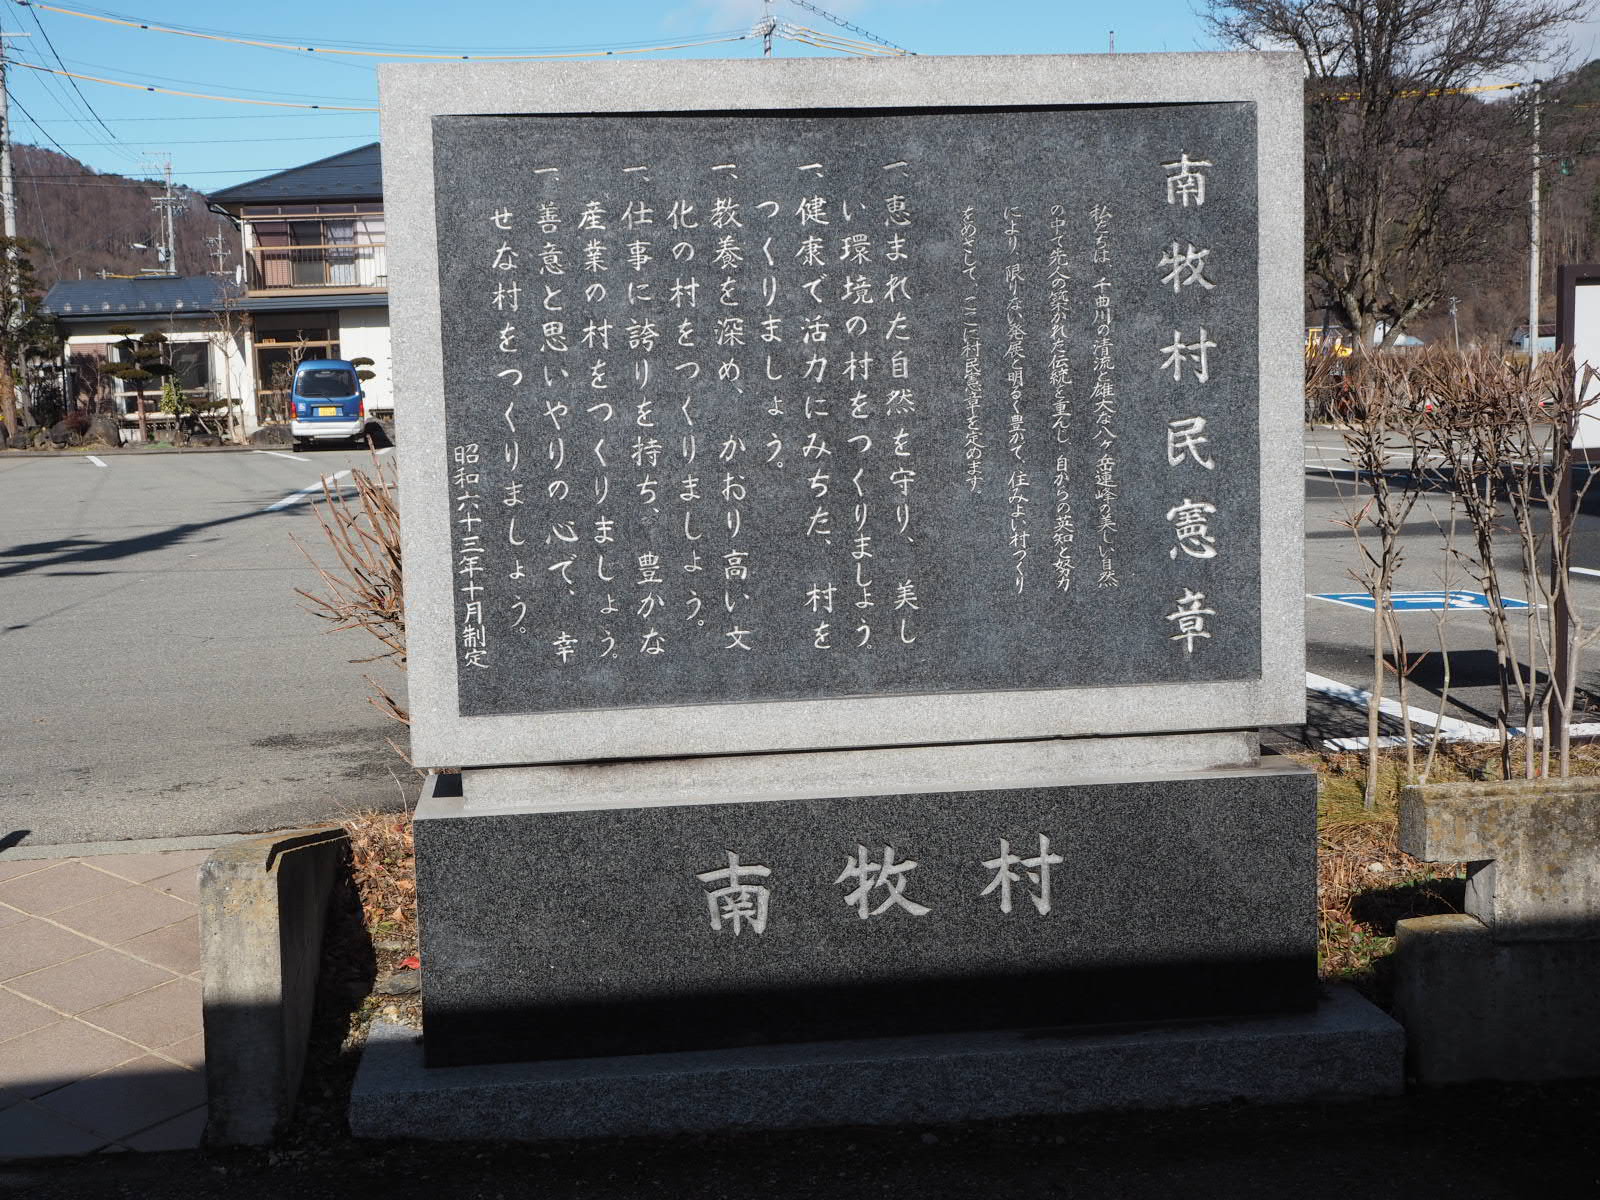 南牧村民憲章
私たちは、千曲川の清流と雄大な八ヶ岳連峰の美しい自然
の中で先人の築かれた伝統を重んじ、自からの英知と努力
により、限りない発展と明るく豊かで、住みよい村づくり
をめざして、ここに村民憲章を定めます。
一、恵まれた自然を守り、美し
い環境の村をつくりましょう。
一、健康で活力にみちた、村を
つくりましょう。
一、教養を深め、かおり高い文
化の村をつくりましょう。
一、仕事に誇りを持ち、豊かな
産業の村をつくりましょう。
一、善意と思いやりの心で、幸
せな村をつくりましょう。
昭和六十三年十月制定
南牧村